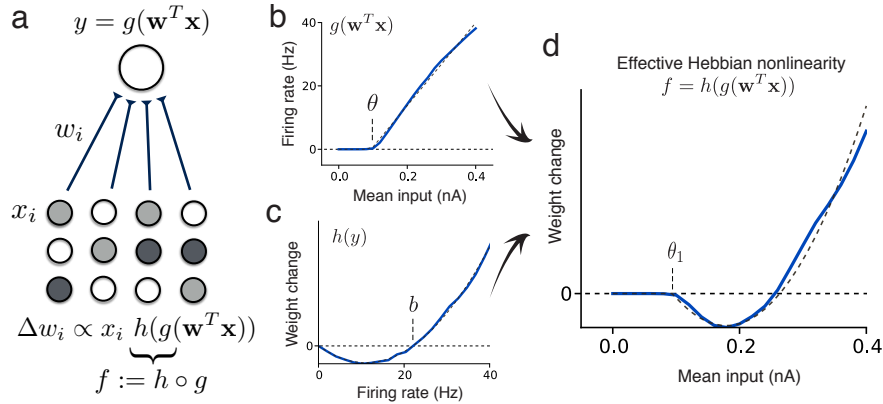 a
y = g(w^T x)
w_i
x_i
Δw_i ∝ x_i h(g(w^T x))
f := h ∘ g
b
g(w^T x)
Firing rate (Hz)
40
20
0
θ
0.0 0.2 0.4
Mean input (nA)
c
h(y)
Weight change
0
b
0 20 40
Firing rate (Hz)
d
Effective Hebbian nonlinearity
f = h(g(w^T x))
Weight change
0
θ_1
0.0 0.2 0.4
Mean input (nA)